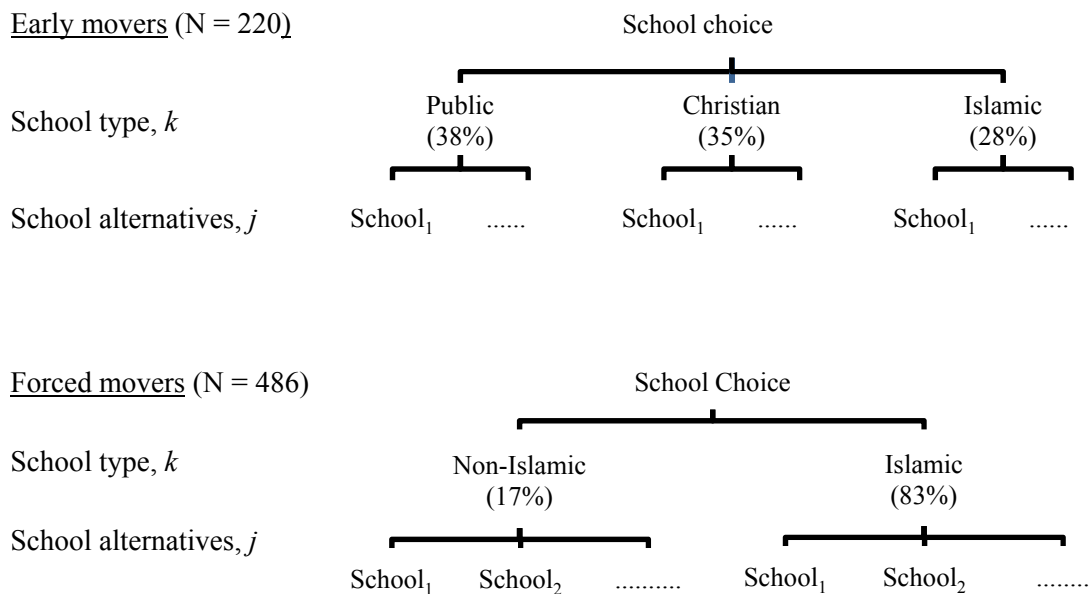 Early movers (N = 220)
School choice
School type, k
Public
(38%)
Christian
(35%)
Islamic
(28%)
School alternatives, j
School₁ ......
School₁ ......
School₁ ......
Forced movers (N = 486)
School Choice
School type, k
Non-Islamic
(17%)
Islamic
(83%)
School alternatives, j
School₁ School₂ ..........
School₁ School₂ ........